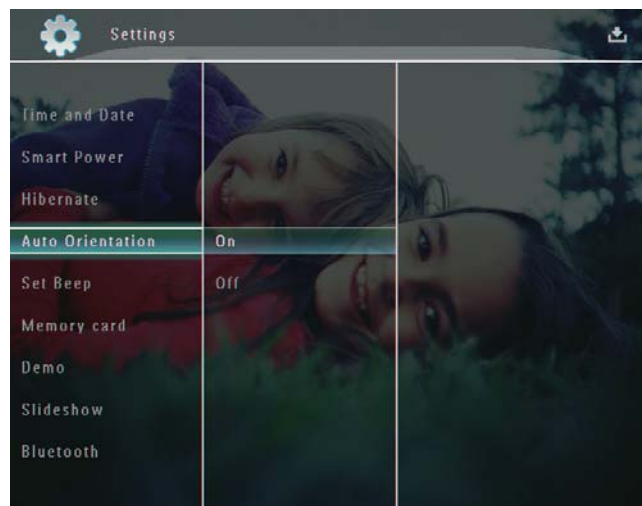 Settings
Time and Date
Smart Power
Hibernate
Auto Orientation On
Set Beep Off
Memory card
Demo
Slideshow
Bluetooth